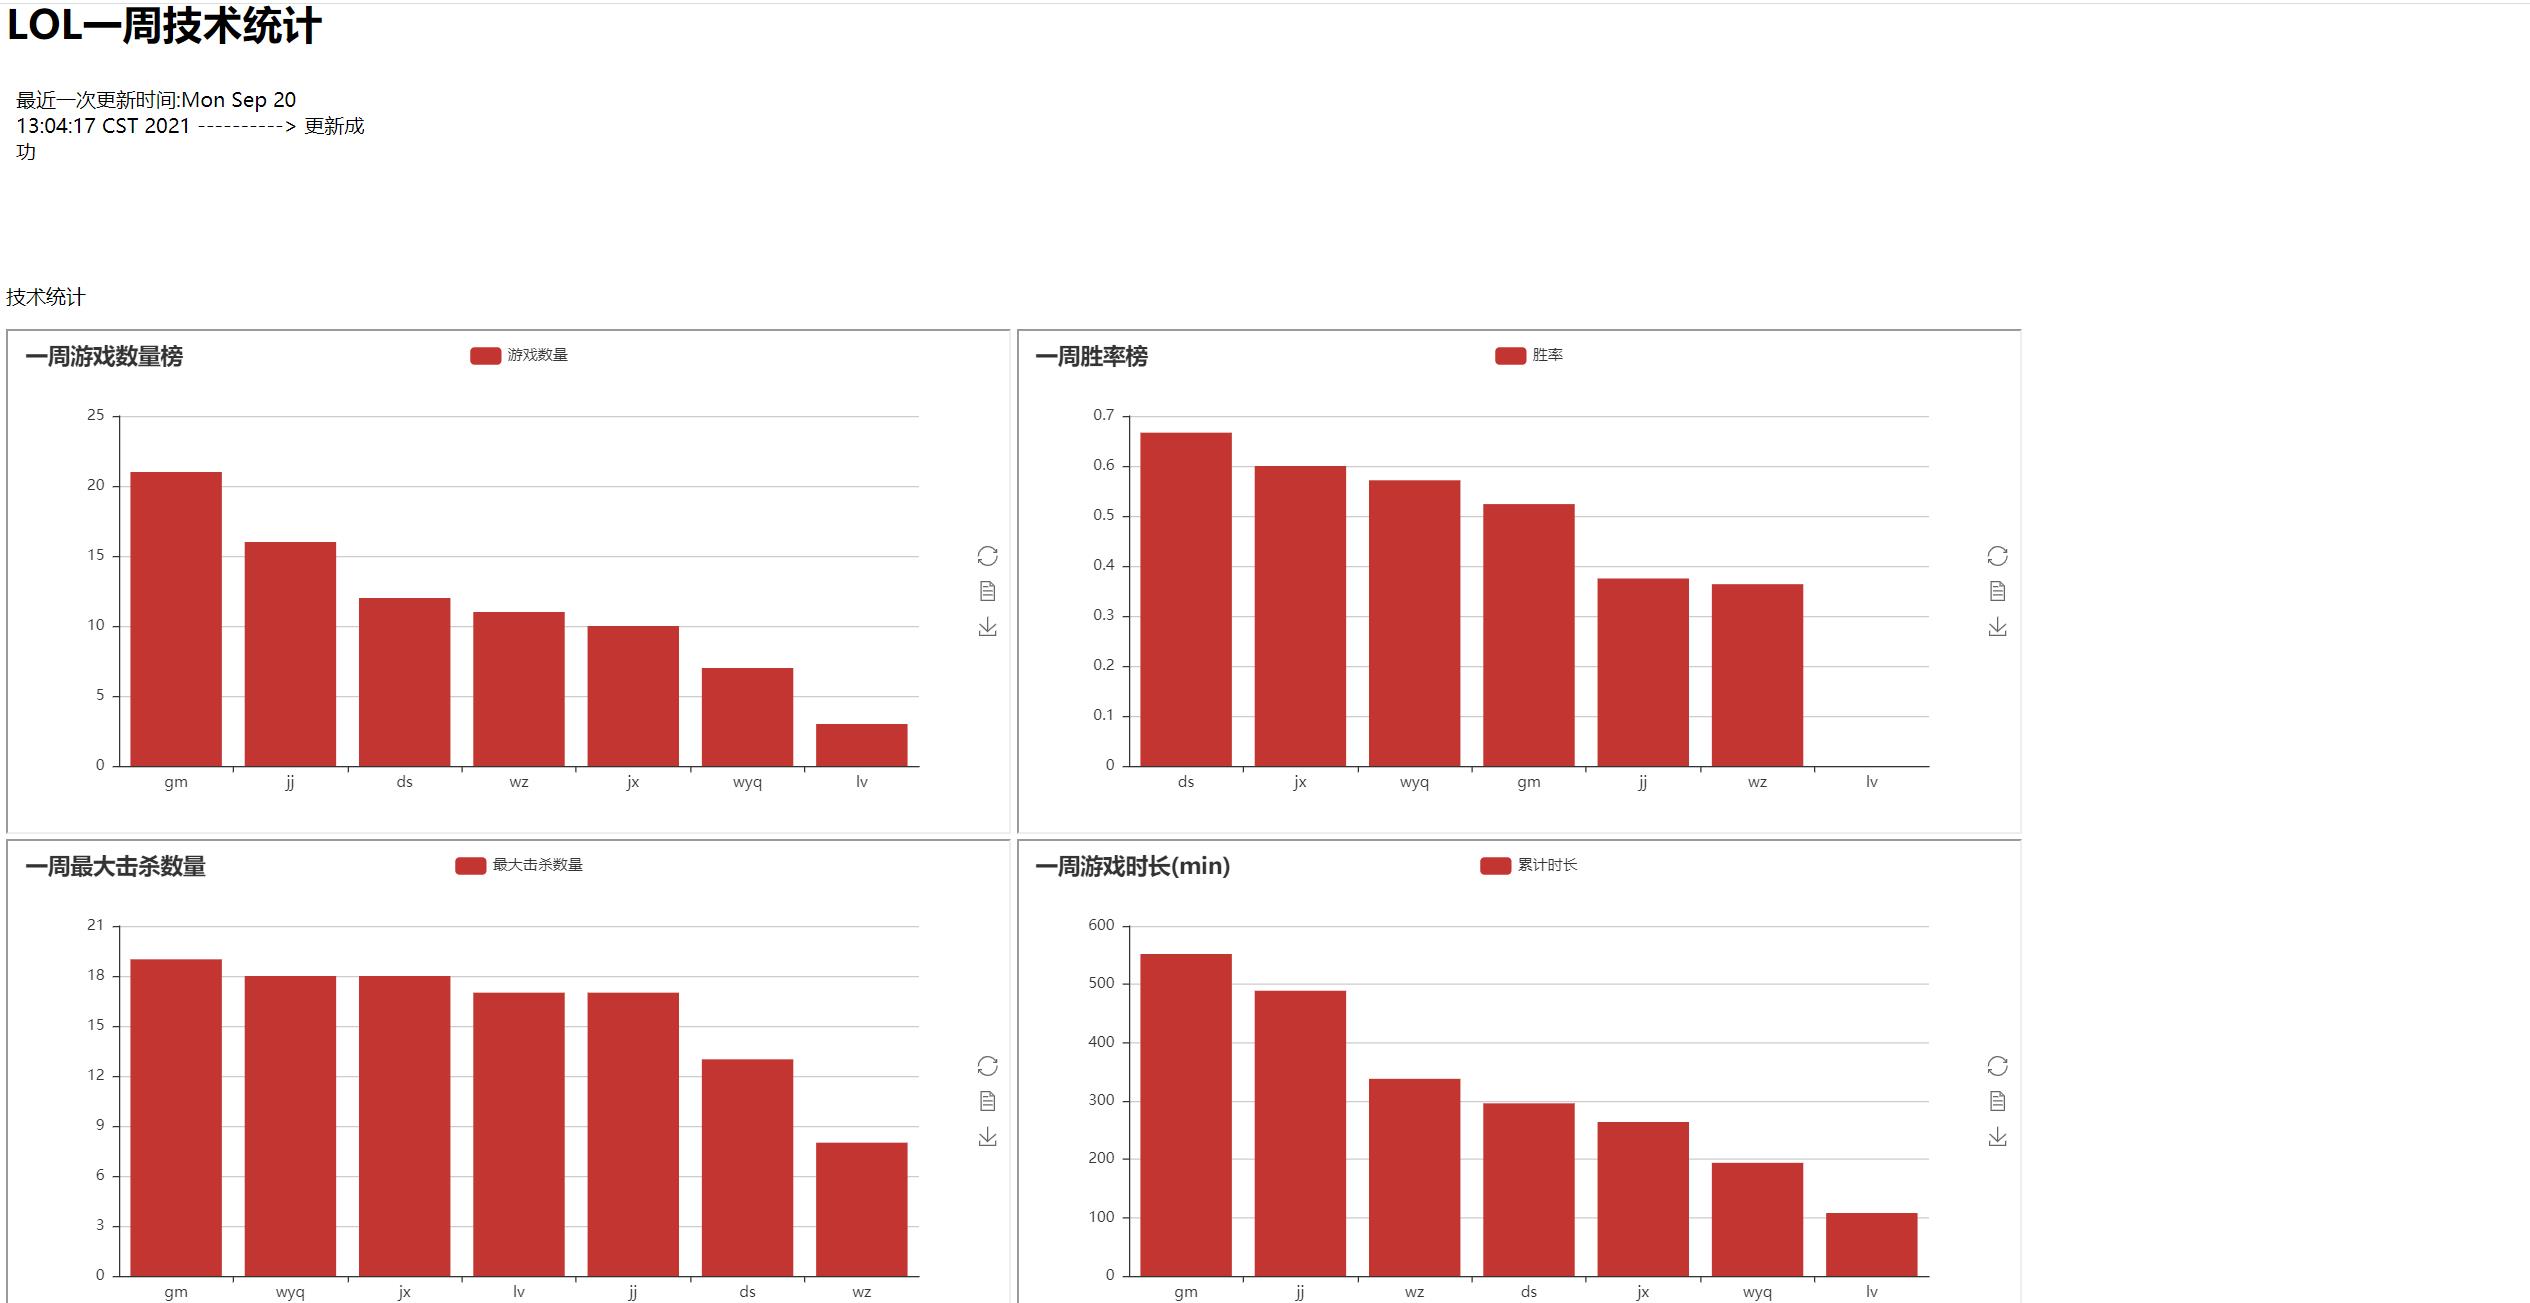 LOL一周技术统计
最近一次更新时间:Mon Sep 20
13:04:17 CST 2021 ----------> 更新成
功
技术统计
一周游戏数量榜
游戏数量
25
20
15
10
5
0
gm jj ds wz jx wyq lv
一周胜率榜
胜率
0.7
0.6
0.5
0.4
0.3
0.2
0.1
0
ds jx wyq gm jj wz lv
一周最大击杀数量
最大击杀数量
21
18
15
12
9
6
3
0
gm wyq jx lv jj ds wz
一周游戏时长(min)
累计时长
600
500
400
300
200
100
0
gm jj wz ds jx wyq lv